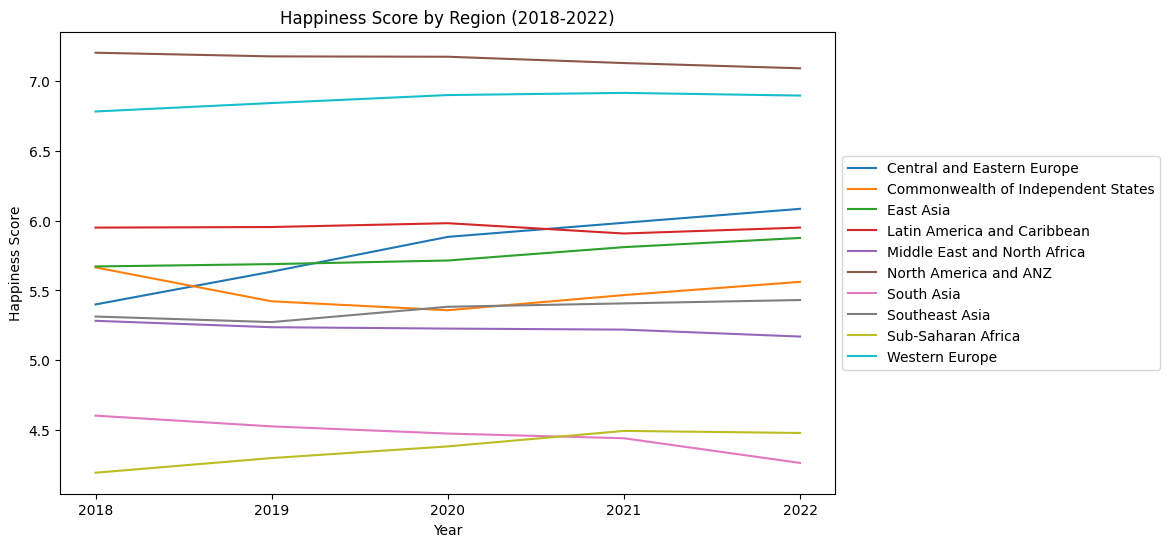 Happiness Score by Region (2018-2022)
Happiness Score
7.0
6.5
6.0
5.5
5.0
4.5
2018 2019 2020 2021 2022
Year
Central and Eastern Europe
Commonwealth of Independent States
East Asia
Latin America and Caribbean
Middle East and North Africa
North America and ANZ
South Asia
Southeast Asia
Sub-Saharan Africa
Western Europe